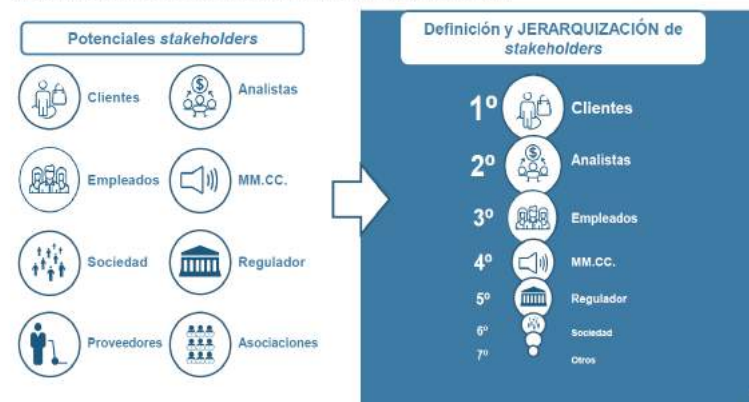 Potenciales stakeholders
Clientes
Analistas
Empleados
MM.CC.
Sociedad
Regulador
Proveedores
Asociaciones
Definición y JERARQUIZACIÓN de
stakeholders
1º Clientes
2º Analistas
3º Empleados
4º MM.CC.
5º Regulador
6º Sociedad
7º Otros